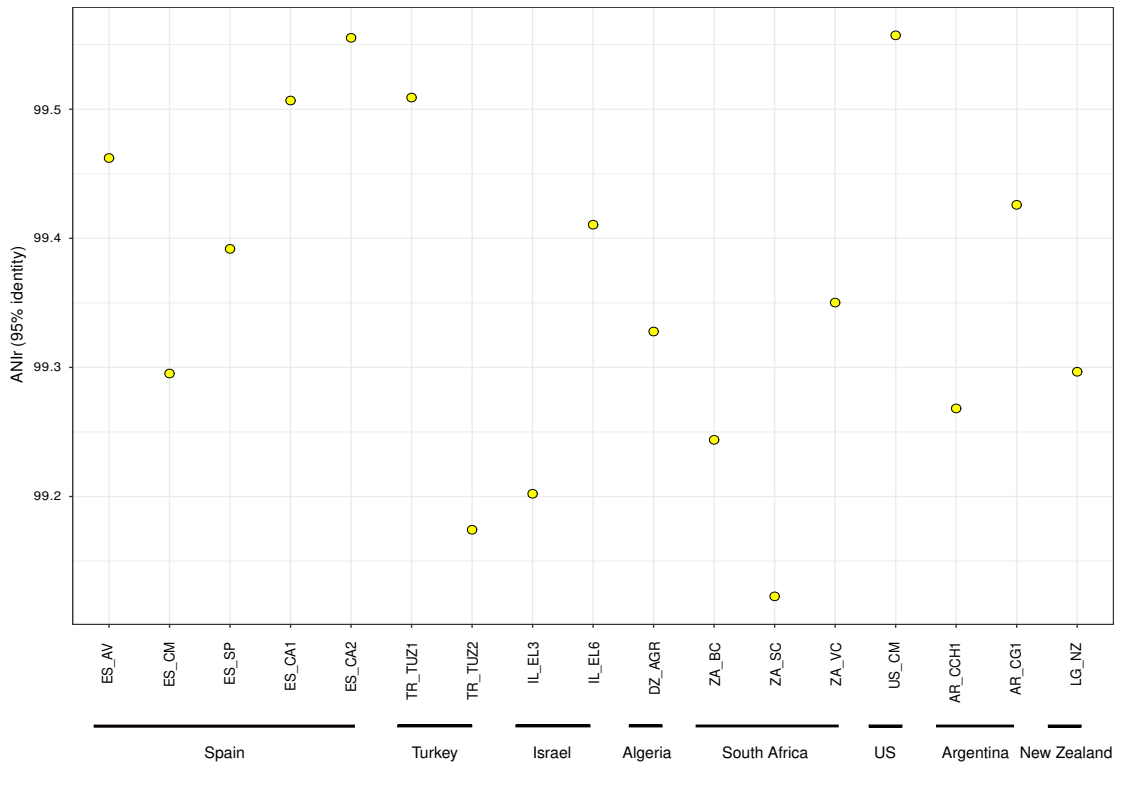 ANIr (95% identity)
99.5
99.4
99.3
99.2
ES_AV
ES_CM
ES_SP
ES_CA1
ES_CA2
TR_TUZ1
TR_TUZ2
IL_EL3
IL_EL6
DZ_AGR
ZA_BC
ZA_SC
ZA_VC
US_CM
AR_CCH1
AR_CG1
LG_NZ
Spain
Turkey
Israel
Algeria
South Africa
US
Argentina
New Zealand